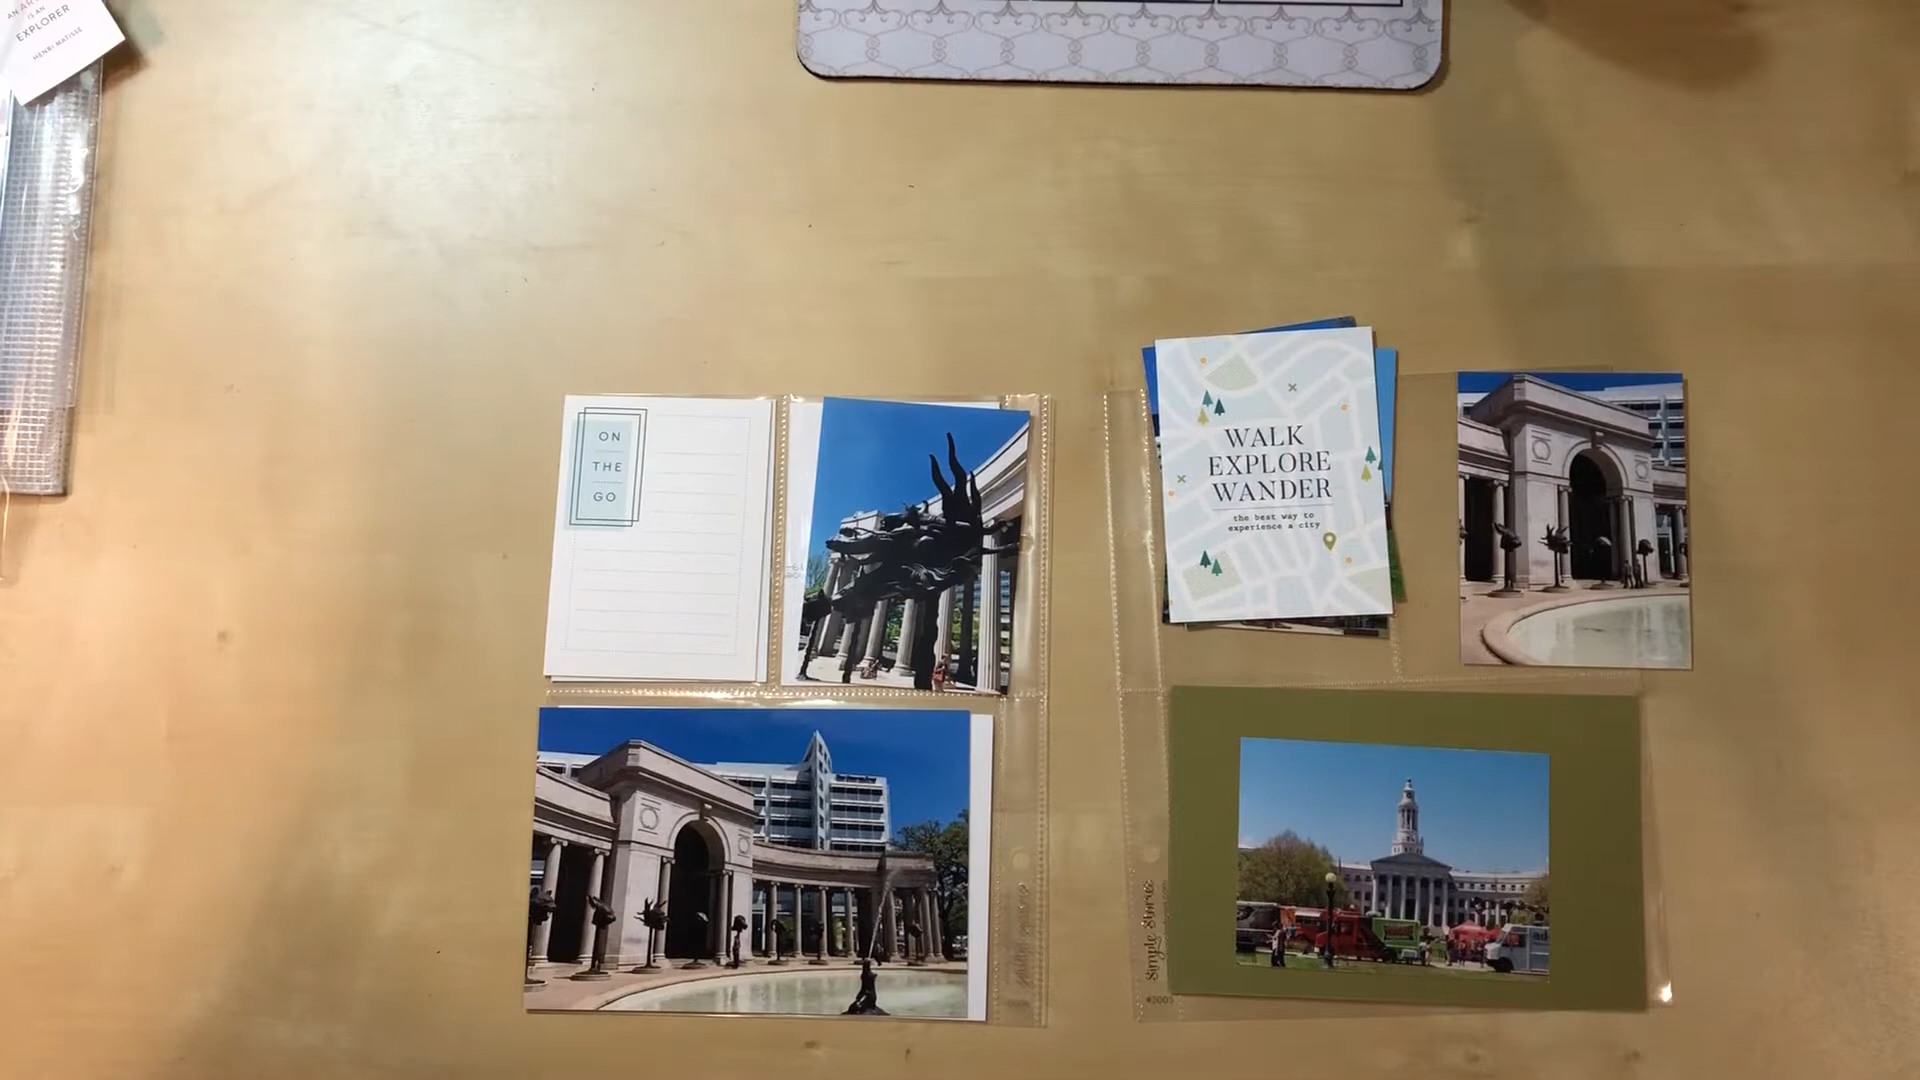 AN ART
IS AN
EXPLORER
HENRI MATISSE
ON
THE
GO
WALK
EXPLORE
WANDER
the best way to
experience a city
Simple Stories